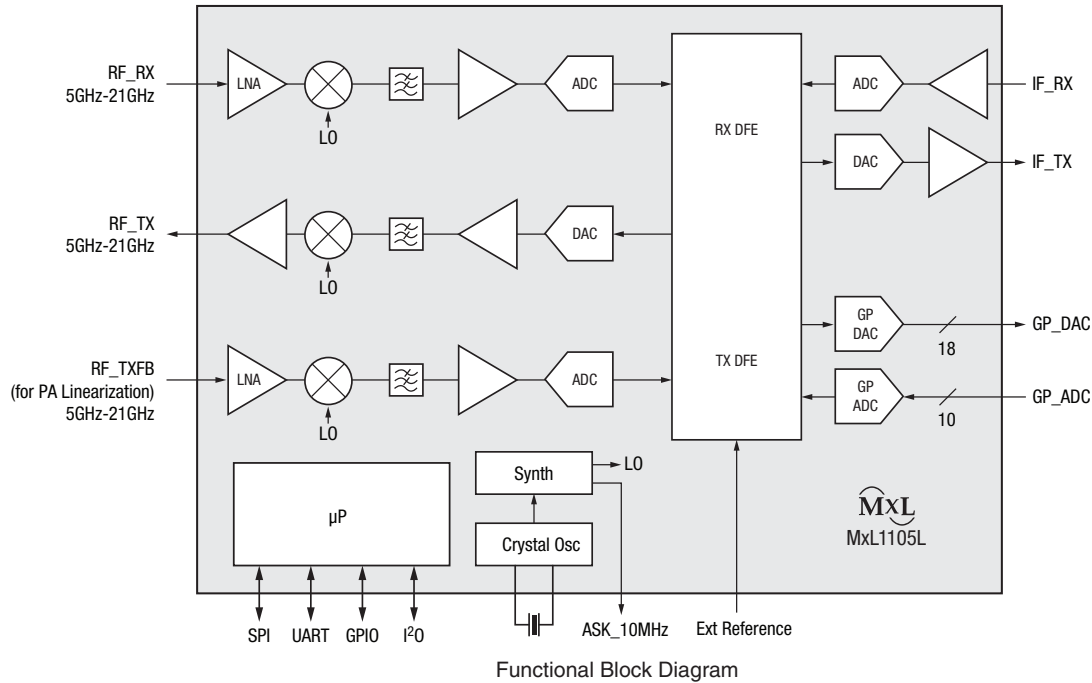 RF_RX
5GHz-21GHz
LNA
LO
ADC
RX DFE
ADC
IF_RX
DAC
IF_TX
RF_TX
5GHz-21GHz
LO
DAC
RF_TXFB
(for PA Linearization)
5GHz-21GHz
LNA
LO
ADC
TX DFE
GP
DAC
18
GP_DAC
GP
ADC
10
GP_ADC
µP
Synth
LO
Crystal Osc
MxL
MxL1105L
SPI
UART
GPIO
I²O
ASK_10MHz
Ext Reference
Functional Block Diagram